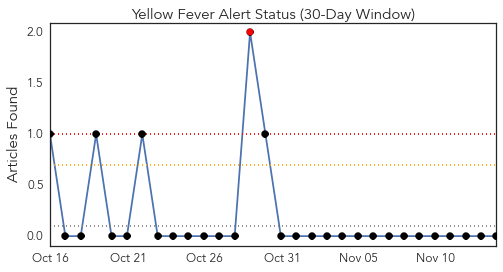 Yellow Fever Alert Status (30-Day Window)
Articles Found
2.0
1.5
1.0
0.5
0.0
Oct 16 Oct 21 Oct 26 Oct 31 Nov 05 Nov 10